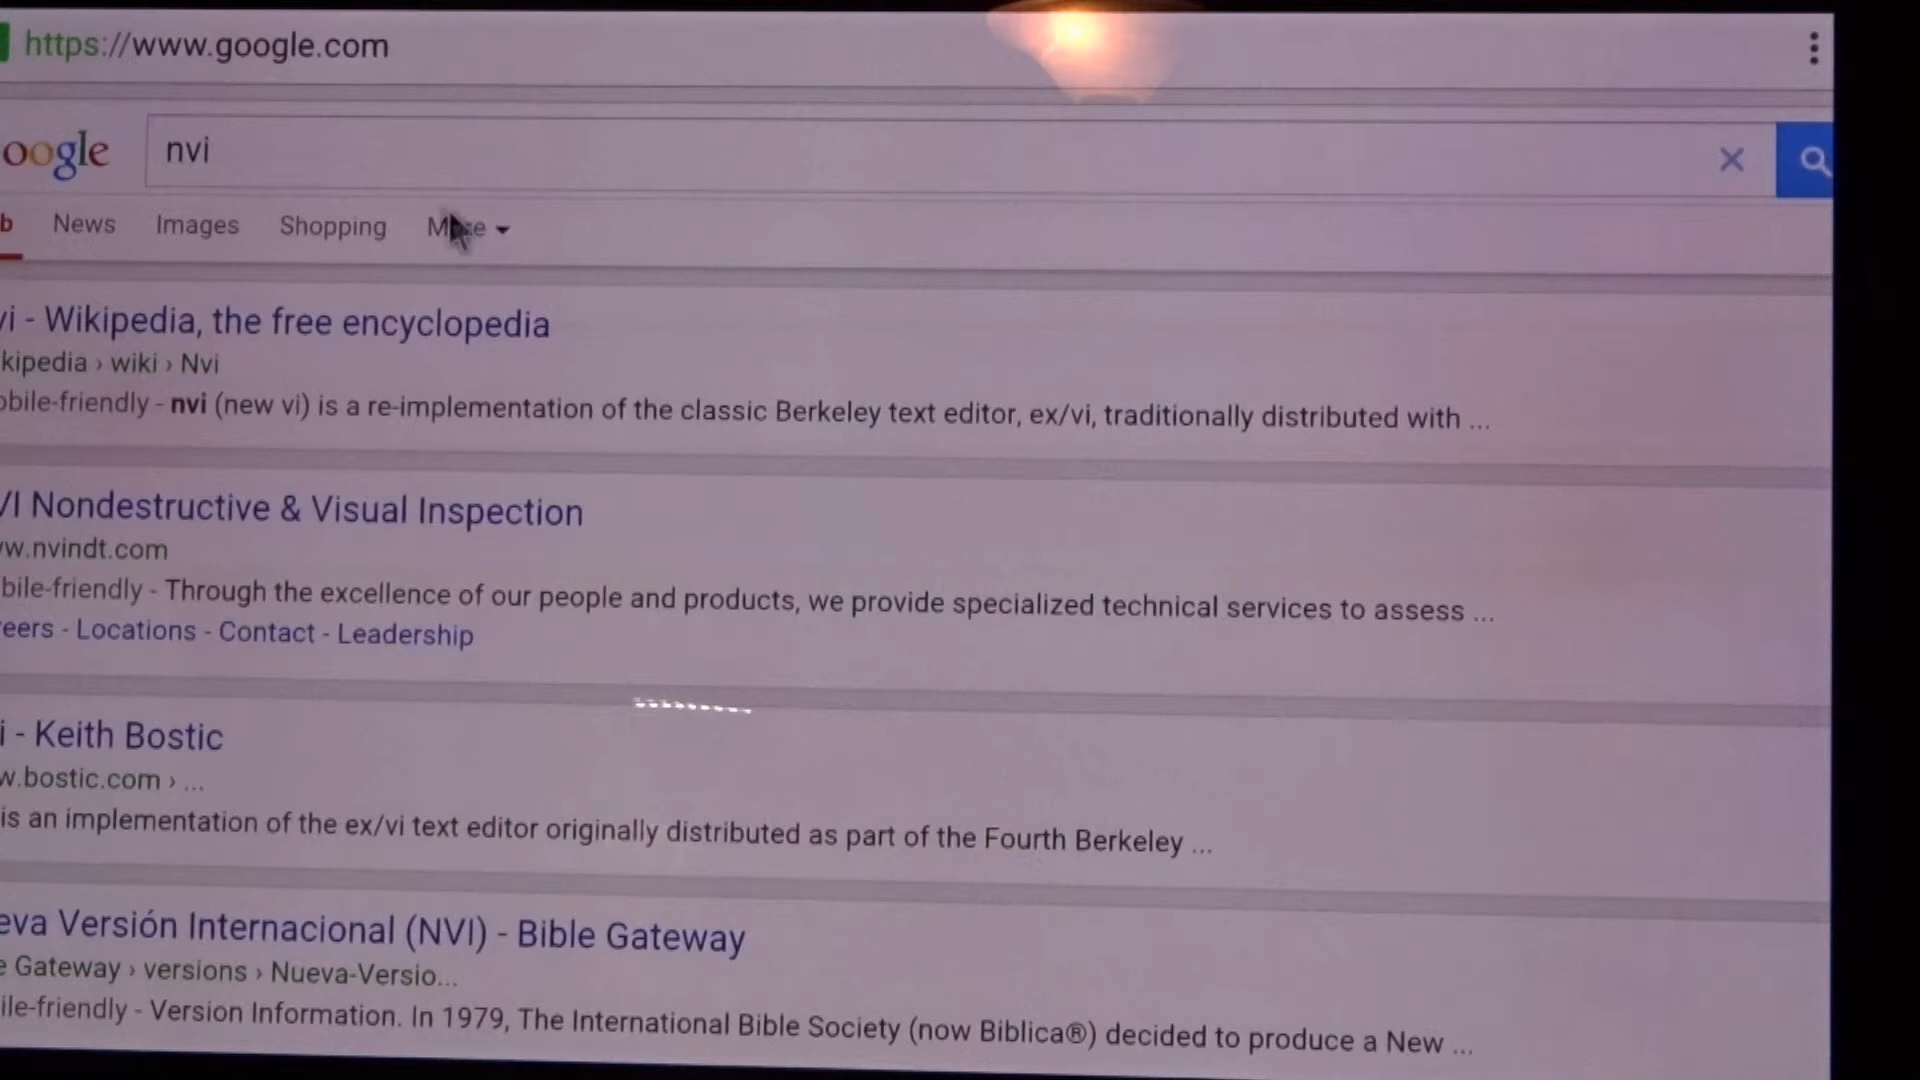 https://www.google.com
oogle nvi
News Images Shopping More
- Wikipedia, the free encyclopedia
kipedia › wiki › Nvi
obile-friendly - nvi (new vi) is a re-implementation of the classic Berkeley text editor, ex/vi, traditionally distributed with ...
VI Nondestructive & Visual Inspection
w.nvindt.com
bile-friendly - Through the excellence of our people and products, we provide specialized technical services to assess ...
eers - Locations - Contact - Leadership
i - Keith Bostic
w.bostic.com › ...
is an implementation of the ex/vi text editor originally distributed as part of the Fourth Berkeley ...
eva Versión Internacional (NVI) - Bible Gateway
e Gateway › versions › Nueva-Versio...
ile-friendly - Version Information. In 1979, The International Bible Society (now Biblica®) decided to produce a New ...